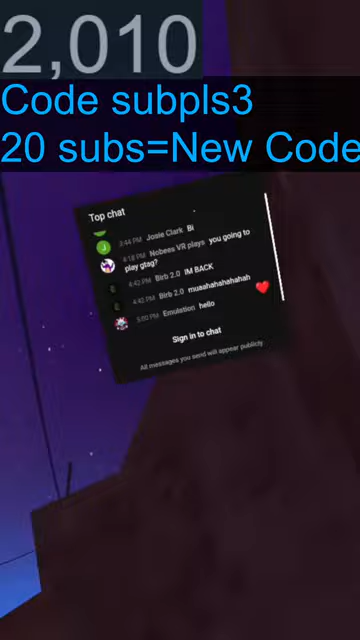 2,010
Code subpls3
20 subs=New Code
Top chat
3:44 PM Josie Clark Bi
4:18 PM Nobess VR plays you going to
play gtag?
4:42 PM Birb 2.0 IM BACK
4:42 PM Birb 2.0 muaahahahahah
5:00 PM Emulstion hello
Sign in to chat
All messages you send will appear publicly.